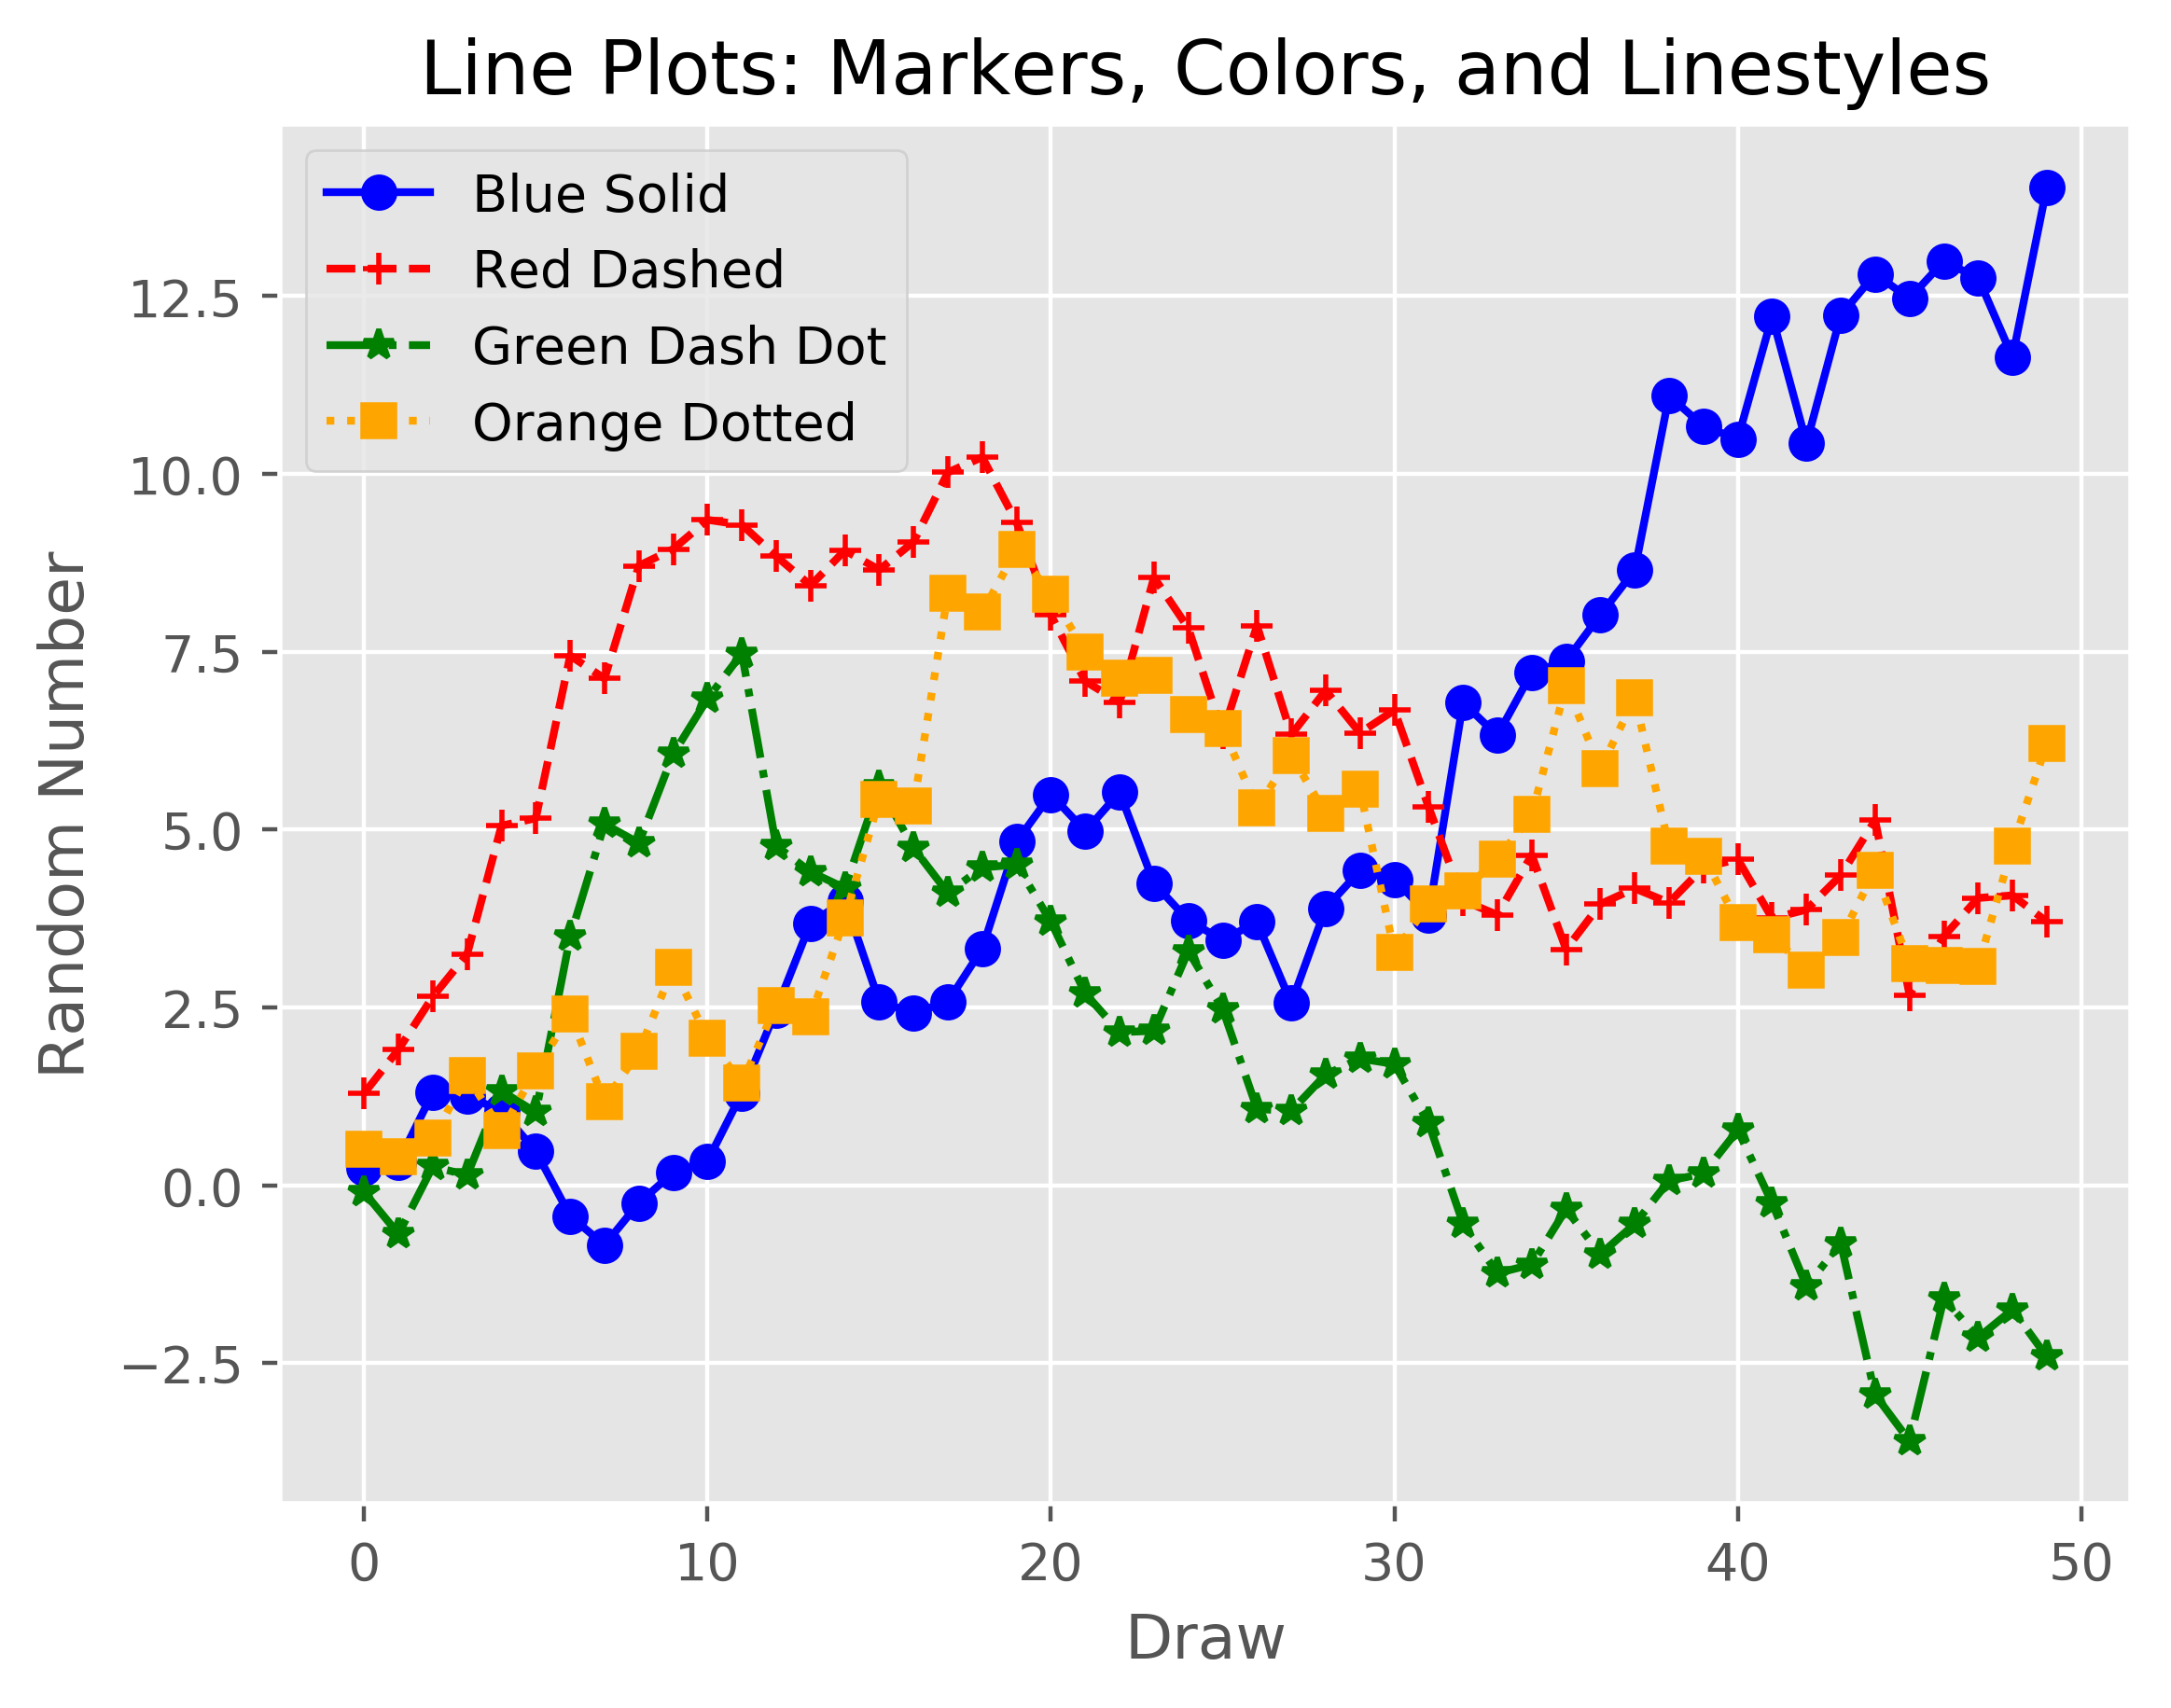 Line Plots: Markers, Colors, and Linestyles
Blue Solid
Red Dashed
Green Dash Dot
Orange Dotted
Random Number
12.5
10.0
7.5
5.0
2.5
0.0
−2.5
0 10 20 30 40 50
Draw